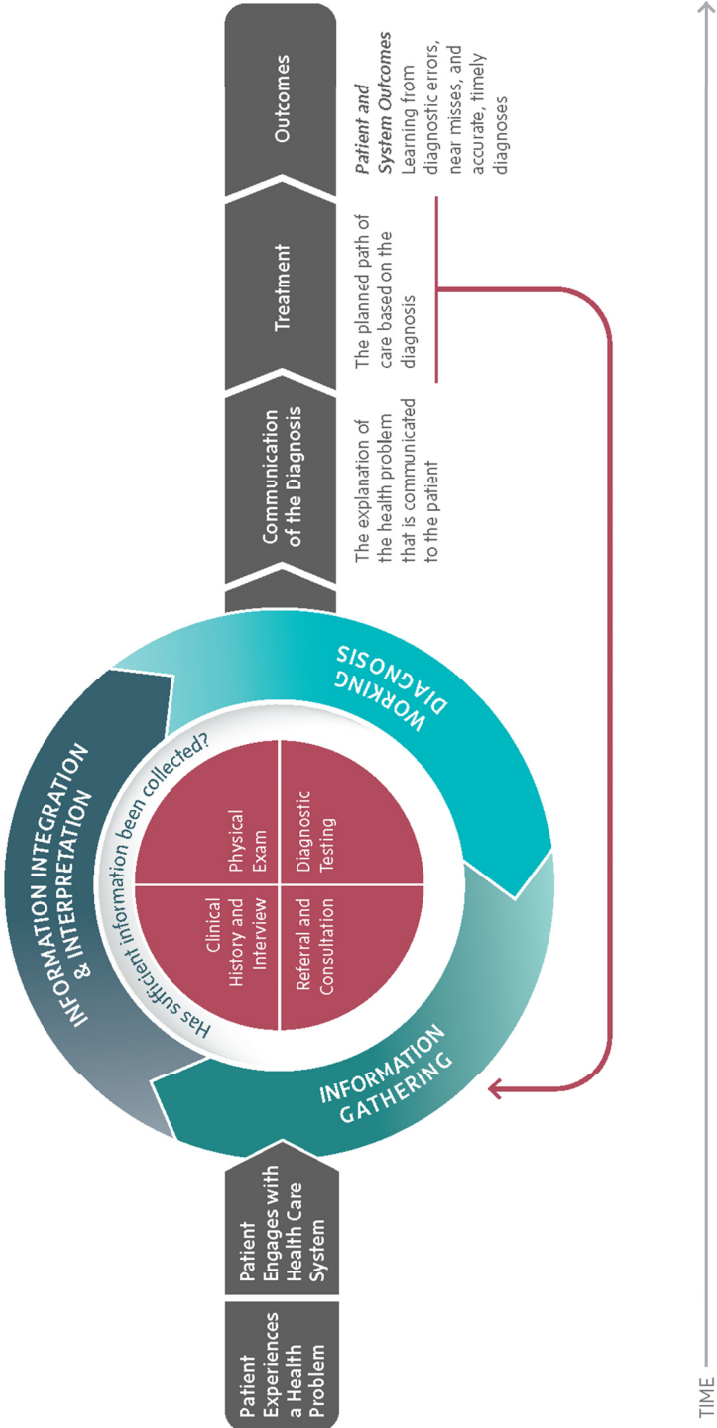 Patient
Experiences
a Health
Problem
Patient
Engages with
Health Care
System
INFORMATION INTEGRATION
& INTERPRETATION
Has sufficient information been collected?
Clinical
History and
Interview
Physical
Exam
Referral and
Consultation
Diagnostic
Testing
INFORMATION
GATHERING
WORKING
DIAGNOSIS
Communication
of the Diagnosis
The explanation of
the health problem
that is communicated
to the patient
Treatment
The planned path of
care based on the
diagnosis
Outcomes
Patient and
System Outcomes
Learning from
diagnostic errors,
near misses, and
accurate, timely
diagnoses
TIME